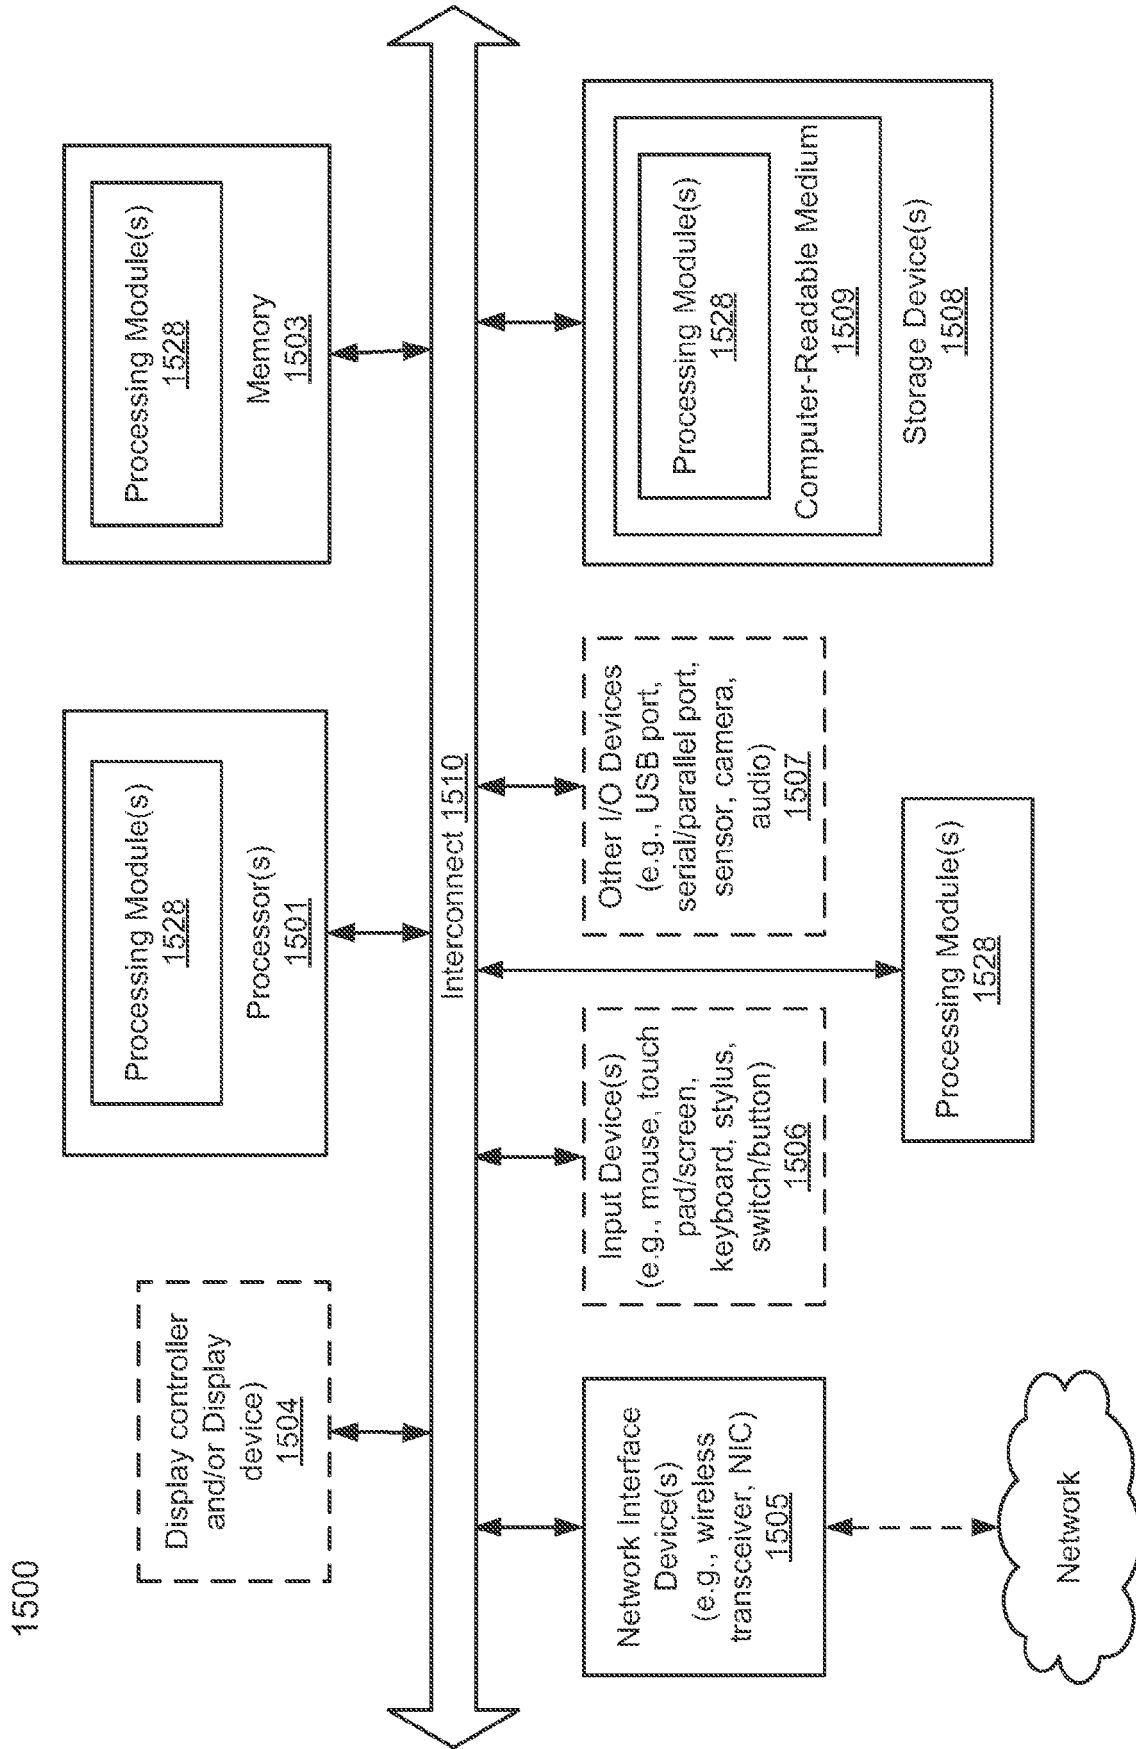 1500
Display controller
and/or Display
device)
1504
Processing Module(s)
1528
Processor(s)
1501
Processing Module(s)
1528
Memory
1503
Interconnect 1510
Network Interface
Device(s)
(e.g., wireless
transceiver, NIC)
1505
Input Device(s)
(e.g., mouse, touch
pad/screen,
keyboard, stylus,
switch/button)
1506
Other I/O Devices
(e.g., USB port,
serial/parallel port,
sensor, camera,
audio)
1507
Processing Module(s)
1528
Computer-Readable Medium
1509
Storage Device(s)
1508
Processing Module(s)
1528
Network